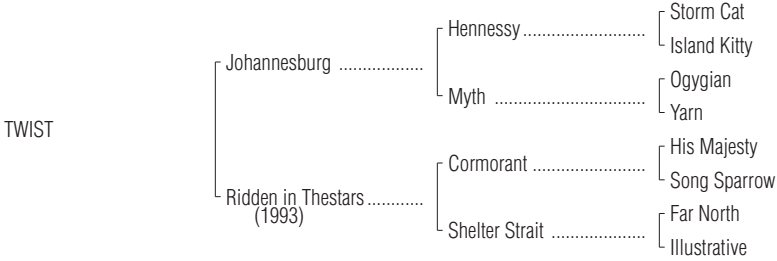 Storm Cat
Hennessy ..........................
Island Kitty
Johannesburg ..................
Ogygian
Myth ................................
Yarn
TWIST
His Majesty
Cormorant ........................
Song Sparrow
Ridden in Thestars ............
(1993)
Far North
Shelter Strait ....................
Illustrative